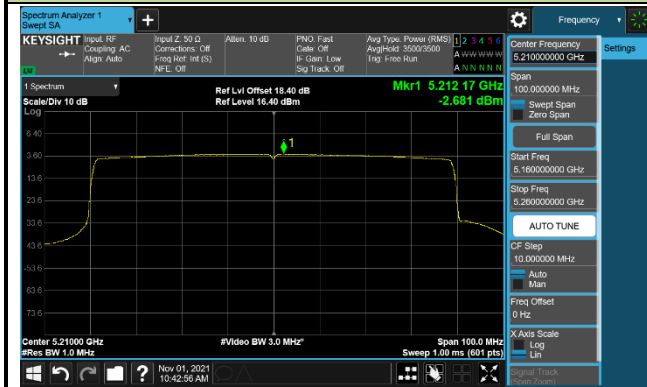 Spectrum Analyzer 1
Swept SA
+
Frequency
KEYSIGHT
Input: RF
Coupling: AC
Align: Auto
Input Z: 50 Ω
Corrections: Off
Freq Ref: Int (S)
NFE: Off
Atten: 10 dB
PNO: Fast
Gate: Off
IF Gain: Low
Sig Track: Off
Avg Type: Power (RMS)
Avg|Hold: 3500/3500
Trig: Free Run
1 2 3 4 5 6
A W W W W W
A N N N N N
LXI
1 Spectrum
Scale/Div 10 dB
Log
Ref Lvl Offset 18.40 dB
Ref Level 16.40 dBm
Mkr1 5.212 17 GHz
-2.681 dBm
1
6.40
-3.60
-13.6
-23.6
-33.6
-43.6
-53.6
-63.6
-73.6
Center 5.21000 GHz
#Res BW 1.0 MHz
#Video BW 3.0 MHz*
Span 100.0 MHz
Sweep 1.00 ms (601 pts)
Center Frequency
5.210000000 GHz
Settings
Span
100.000000 MHz
Swept Span
Zero Span
Full Span
Start Freq
5.160000000 GHz
Stop Freq
5.260000000 GHz
AUTO TUNE
CF Step
10.000000 MHz
Auto
Man
Freq Offset
0 Hz
X Axis Scale
Log
Lin
Signal Track
(Span Zoom)
?
Nov 01, 2021
10:42:56 AM